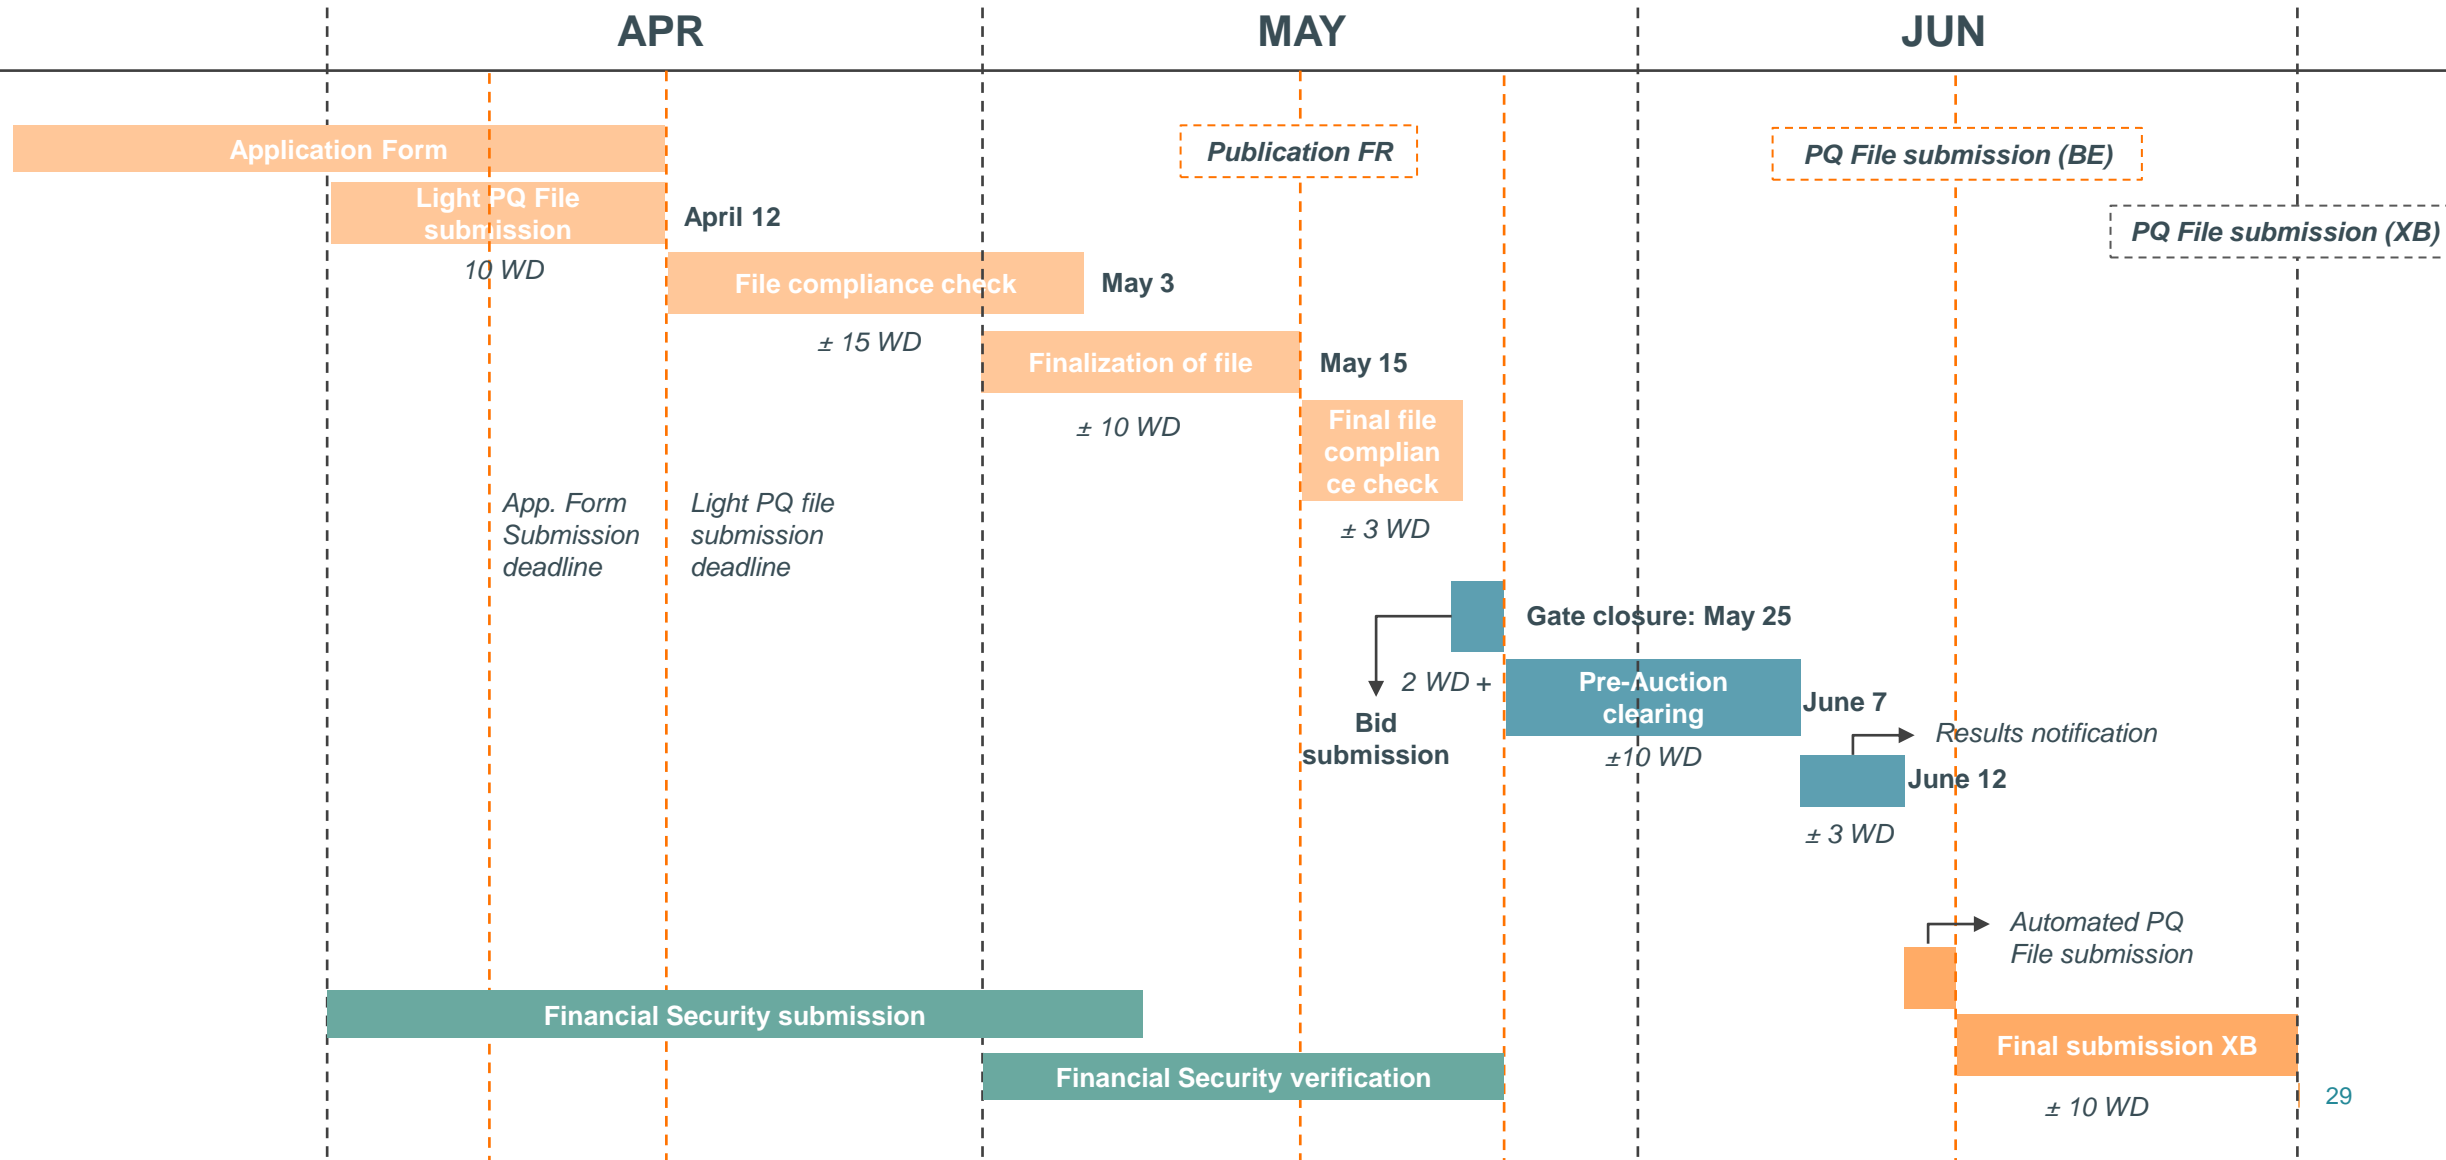 APR
MAY
JUN
Application Form
Publication FR
PQ File submission (BE)
Light PQ File
submission
April 12
PQ File submission (XB)
10 WD
File compliance check
May 3
± 15 WD
Finalization of file
May 15
± 10 WD
Final file
complian
ce check
± 3 WD
App. Form
Submission
deadline
Light PQ file
submission
deadline
Gate closure: May 25
2 WD +
Bid
submission
Pre-Auction
clearing
June 7
±10 WD
Results notification
June 12
± 3 WD
Automated PQ
File submission
Financial Security submission
Final submission XB
Financial Security verification
± 10 WD
29